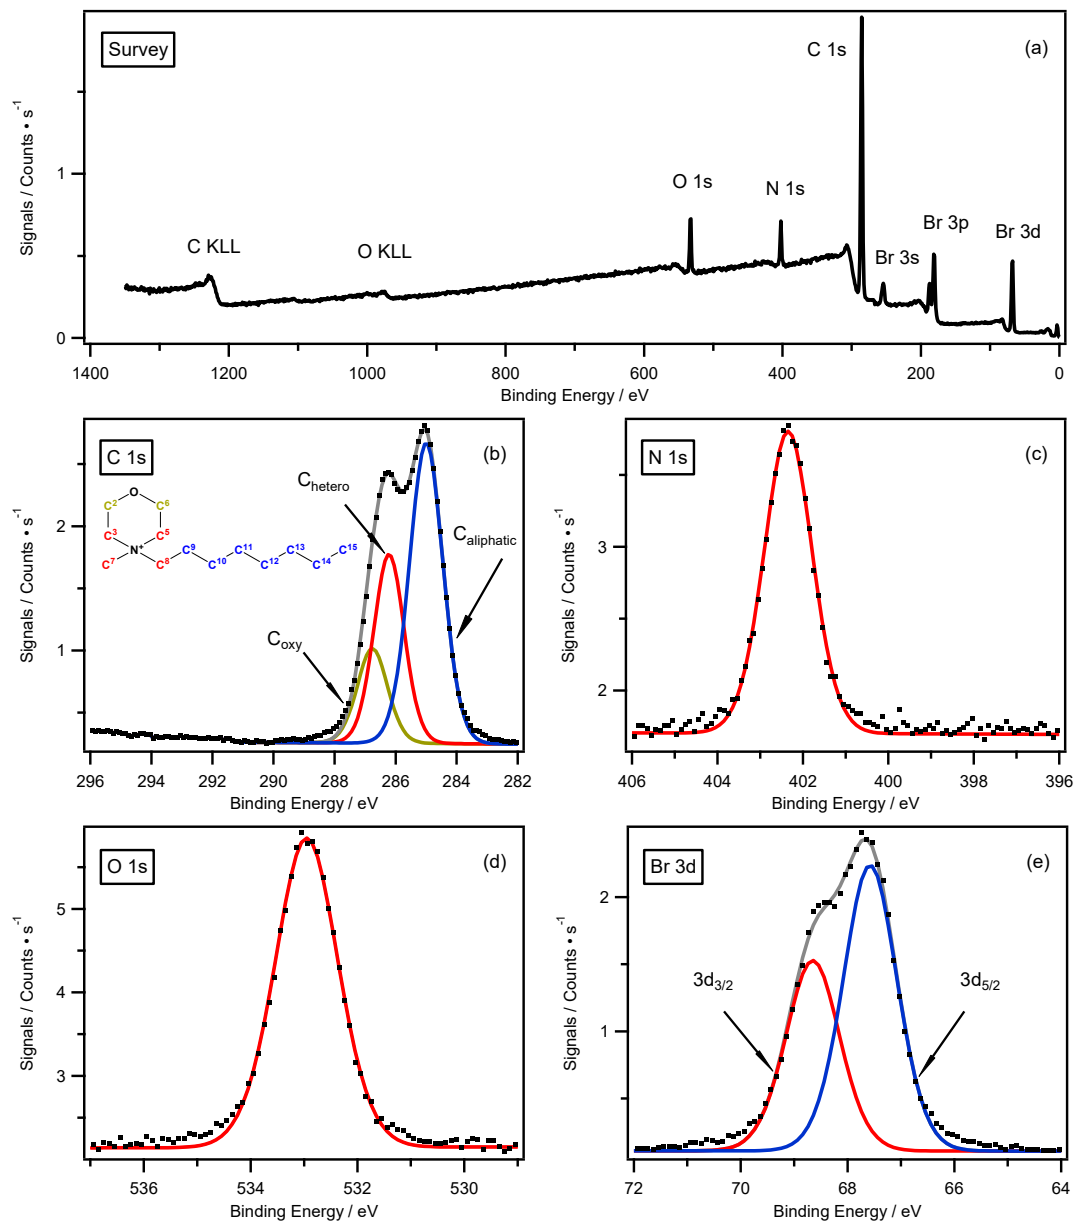 Survey
(a)
C 1s
O 1s
N 1s
Br 3p
Br 3d
Br 3s
C KLL
O KLL
Signals / Counts • s⁻¹
1
0
1400
1200
1000
800
600
400
200
0
Binding Energy / eV
C 1s
(b)
O
C²
C⁶
C³
C⁵
N⁺
C⁷
C⁸
C⁹
C¹⁰
C¹¹
C¹²
C¹³
C¹⁴
C¹⁵
C_hetero
C_aliphatic
C_oxy
Signals / Counts • s⁻¹
2
1
296
294
292
290
288
286
284
282
Binding Energy / eV
N 1s
(c)
Signals / Counts • s⁻¹
3
2
406
404
402
400
398
396
Binding Energy / eV
O 1s
(d)
Signals / Counts • s⁻¹
5
4
3
536
534
532
530
Binding Energy / eV
Br 3d
(e)
3d₃/₂
3d₅/₂
Signals / Counts • s⁻¹
2
1
72
70
68
66
64
Binding Energy / eV